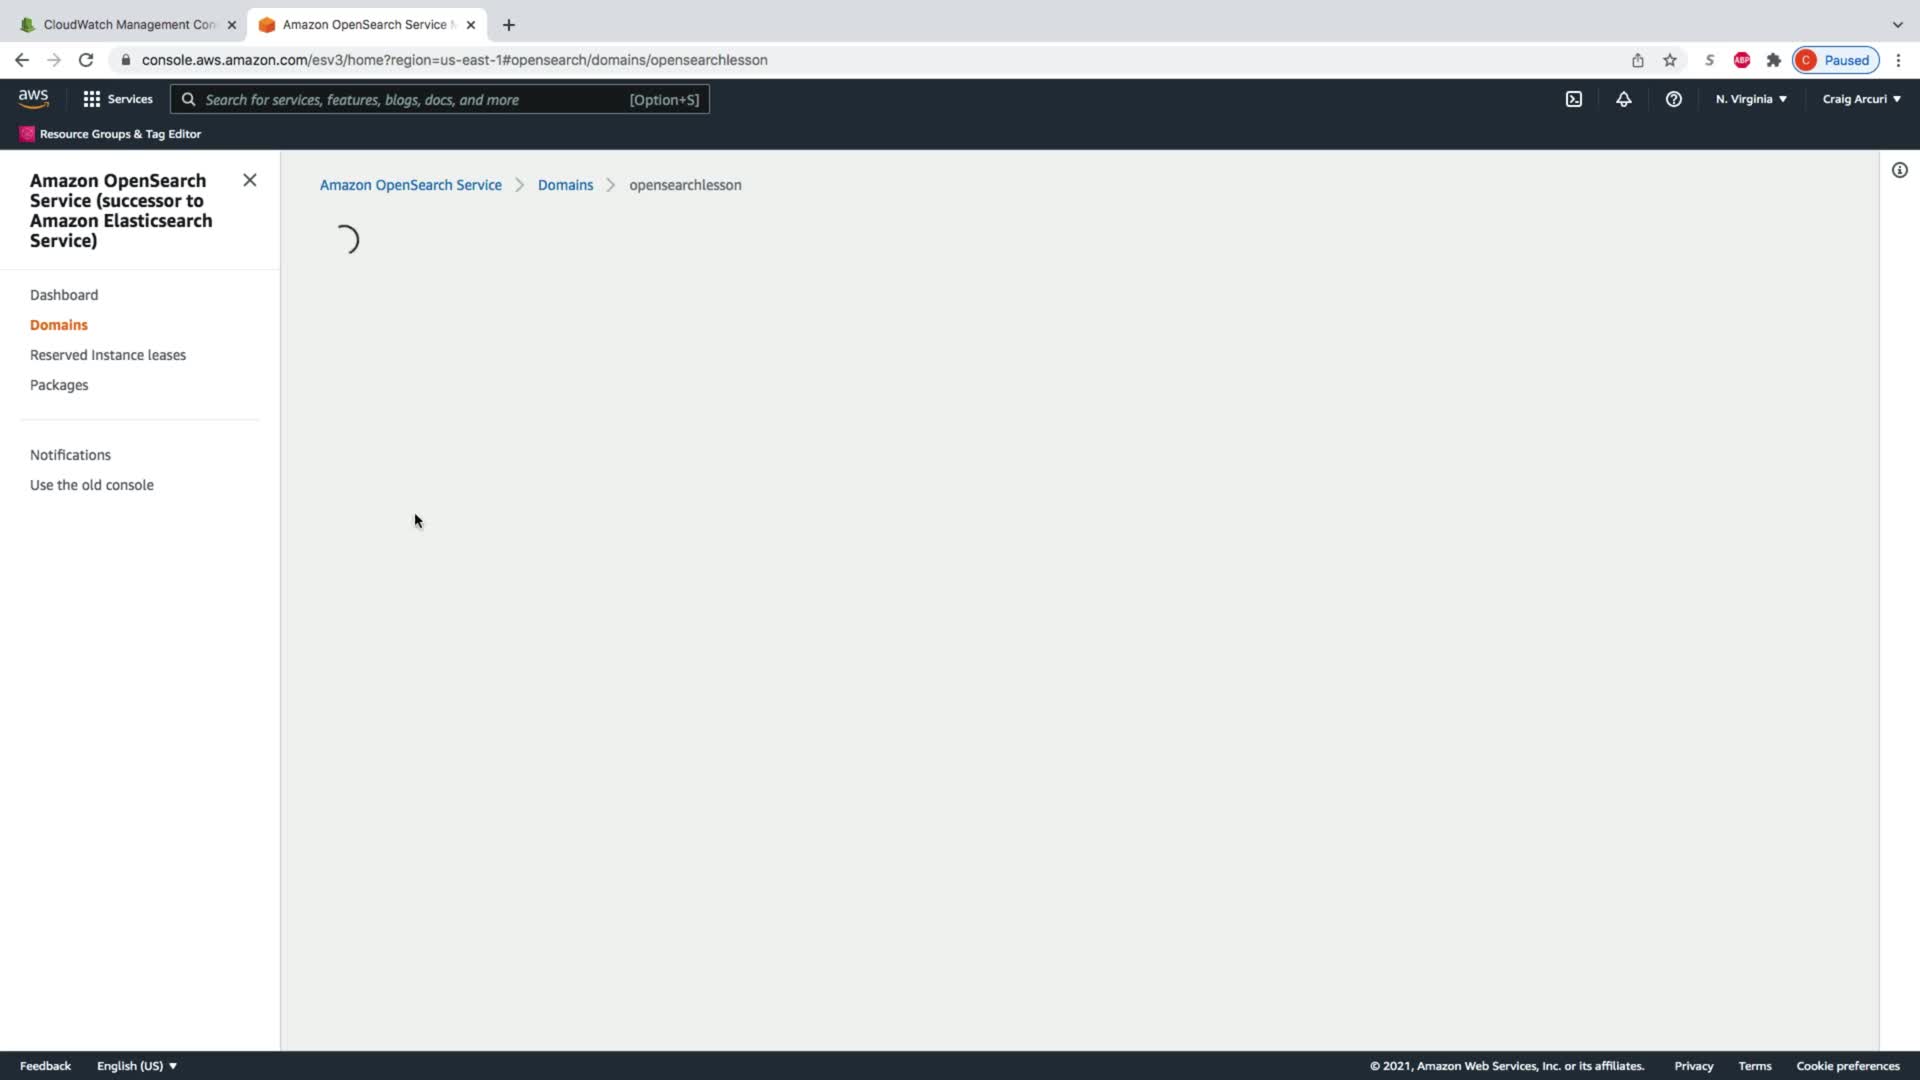 CloudWatch Management Con
Amazon OpenSearch Service
console.aws.amazon.com/esv3/home?region=us-east-1#opensearch/domains/opensearchlesson
S
ABP
C
Paused
aws
Services
Search for services, features, blogs, docs, and more
[Option+S]
N. Virginia
Craig Arcuri
Resource Groups & Tag Editor
Amazon OpenSearch
Service (successor to
Amazon Elasticsearch
Service)
Amazon OpenSearch Service
Domains
opensearchlesson
Dashboard
Domains
Reserved Instance leases
Packages
Notifications
Use the old console
Feedback
English (US)
© 2021, Amazon Web Services, Inc. or its affiliates.
Privacy
Terms
Cookie preferences